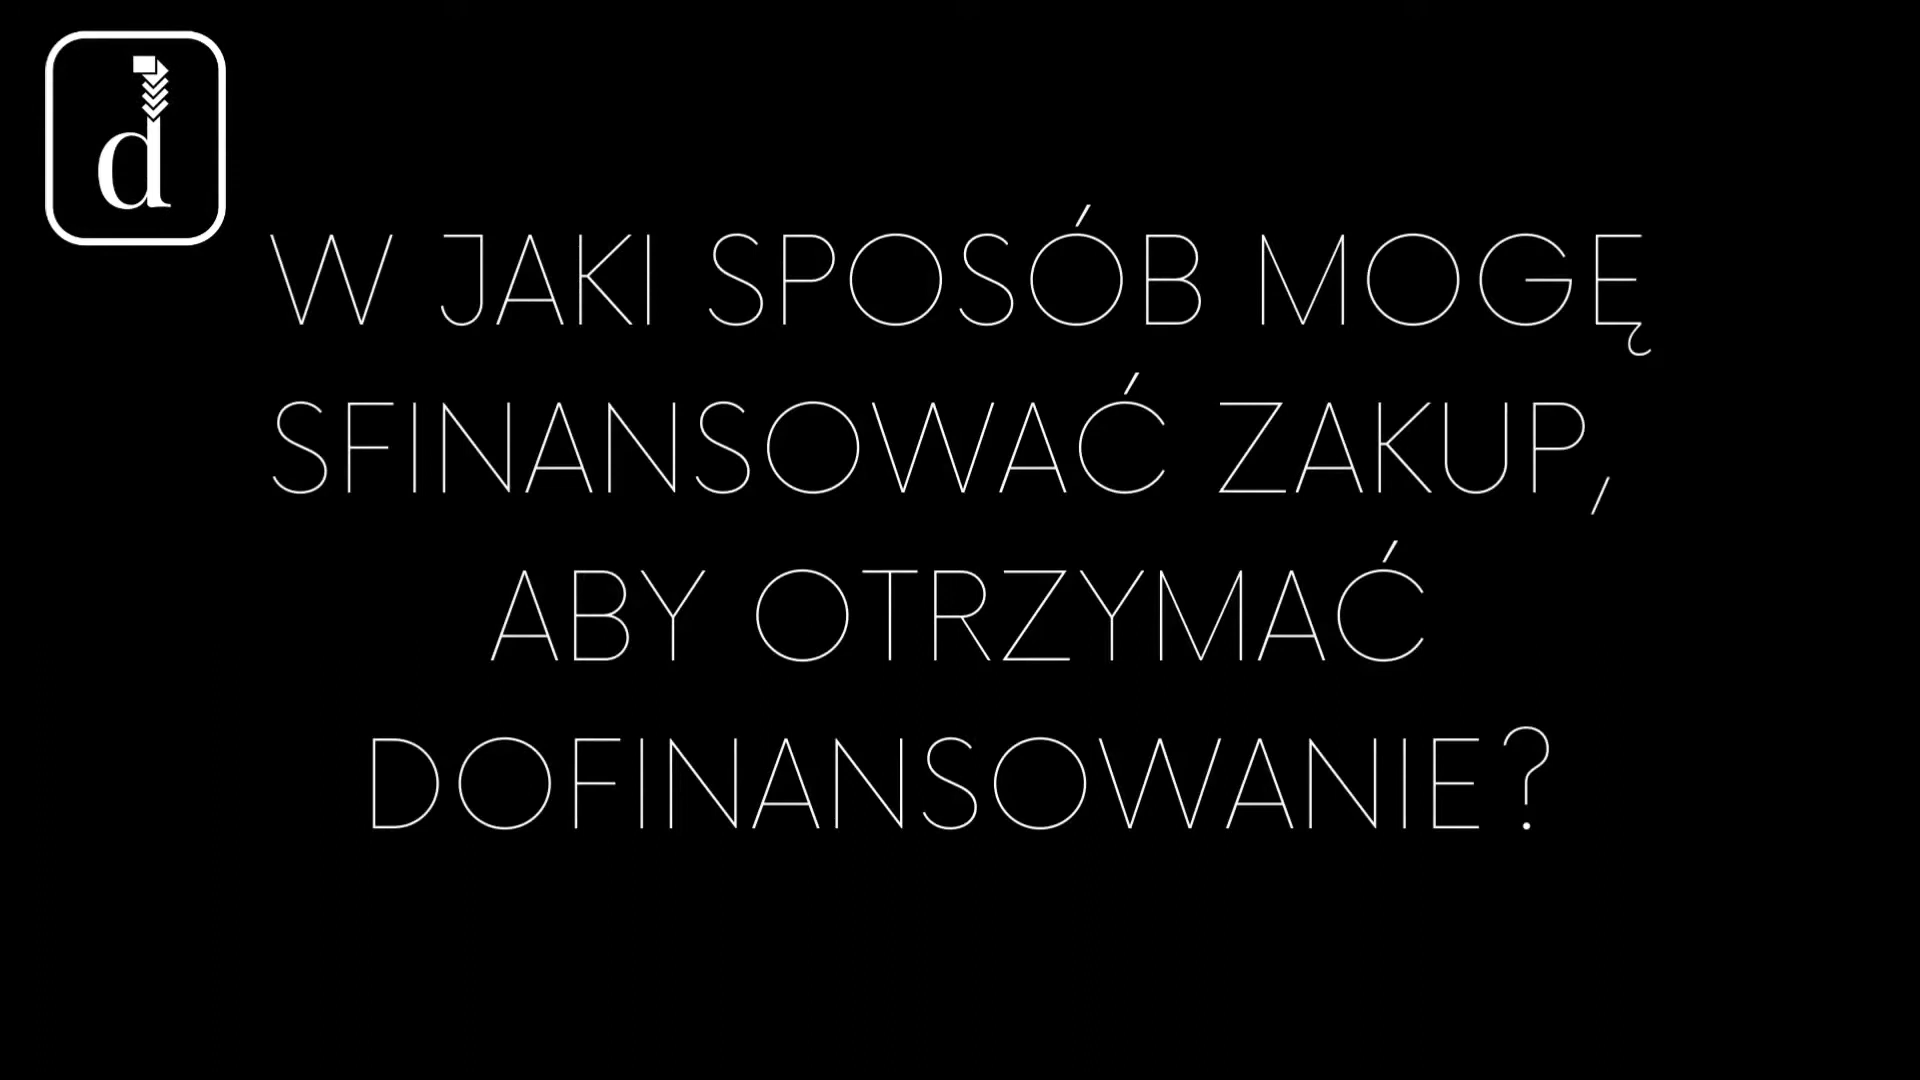 d
W JAKI SPOSÓB MOGĘ
SFINANSOWAĆ ZAKUP,
ABY OTRZYMAĆ
DOFINANSOWANIE?